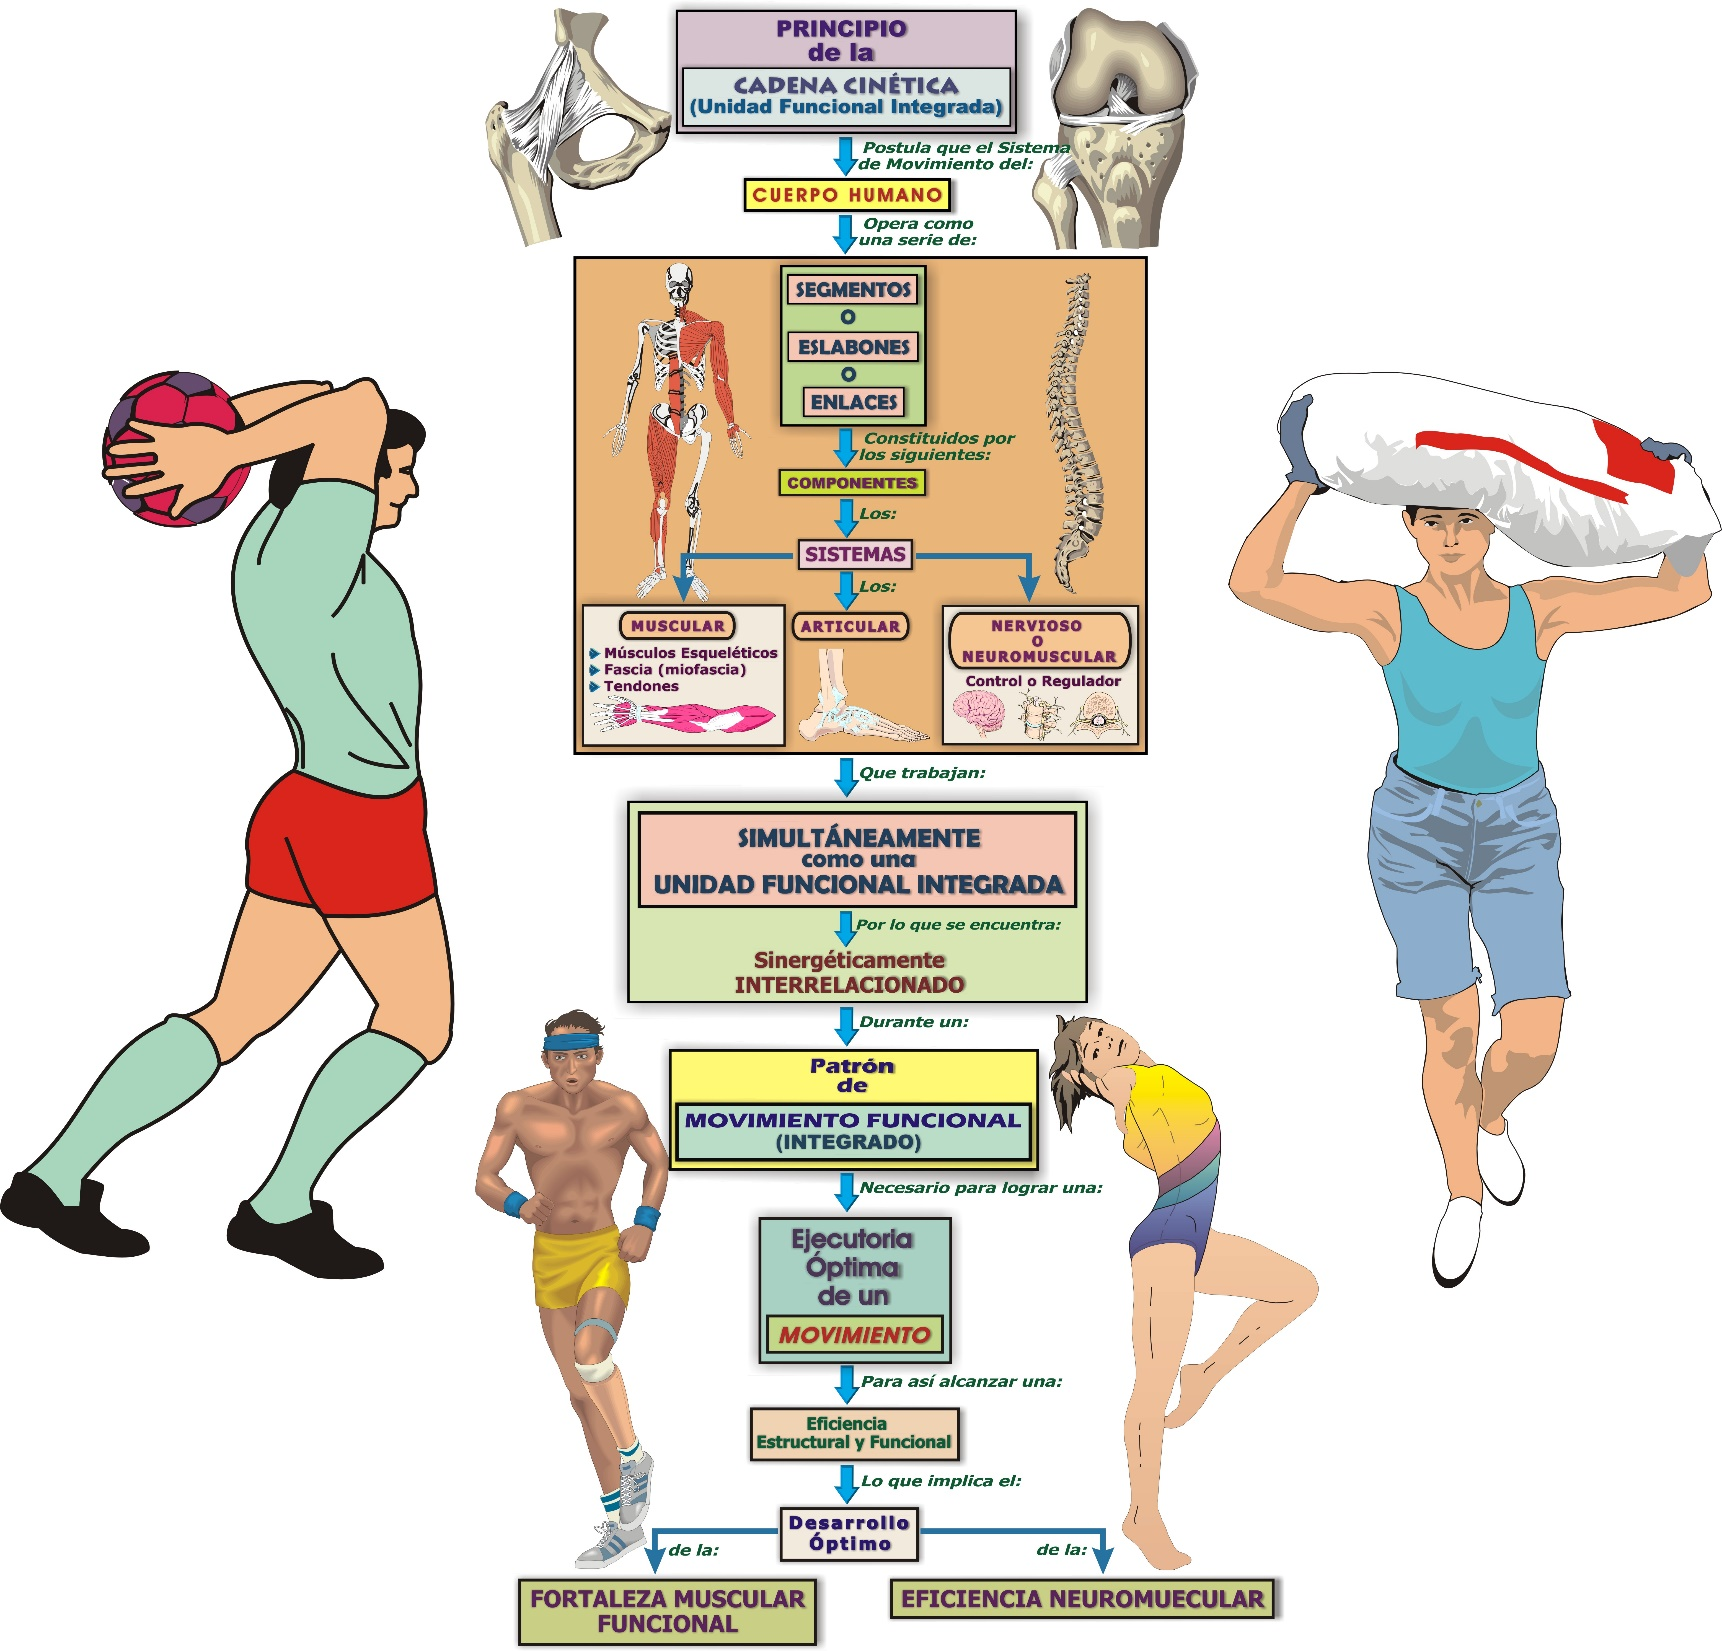 PRINCIPIO
de la
CADENA CINÉTICA
(Unidad Funcional Integrada)
Postula que el Sistema
de Movimiento del:
CUERPO HUMANO
Opera como
una serie de:
SEGMENTOS
O
ESLABONES
O
ENLACES
Constituidos por
los siguientes:
COMPONENTES
Los:
SISTEMAS
Los:
MUSCULAR
Músculos Esqueléticos
Fascia (miofascia)
Tendones
ARTICULAR
NERVIOSO
O
NEUROMUSCULAR
Control o Regulador
Que trabajan:
SIMULTÁNEAMENTE
como una
UNIDAD FUNCIONAL INTEGRADA
Por lo que se encuentra:
Sinergéticamente
INTERRELACIONADO
Durante un:
Patrón
de
MOVIMIENTO FUNCIONAL
(INTEGRADO)
Necesario para lograr una:
Ejecutoria
Óptima
de un
MOVIMIENTO
Para así alcanzar una:
Eficiencia
Estructural y Funcional
Lo que implica el:
Desarrollo
Óptimo
de la:
de la:
FORTALEZA MUSCULAR
FUNCIONAL
EFICIENCIA NEUROMUECULAR